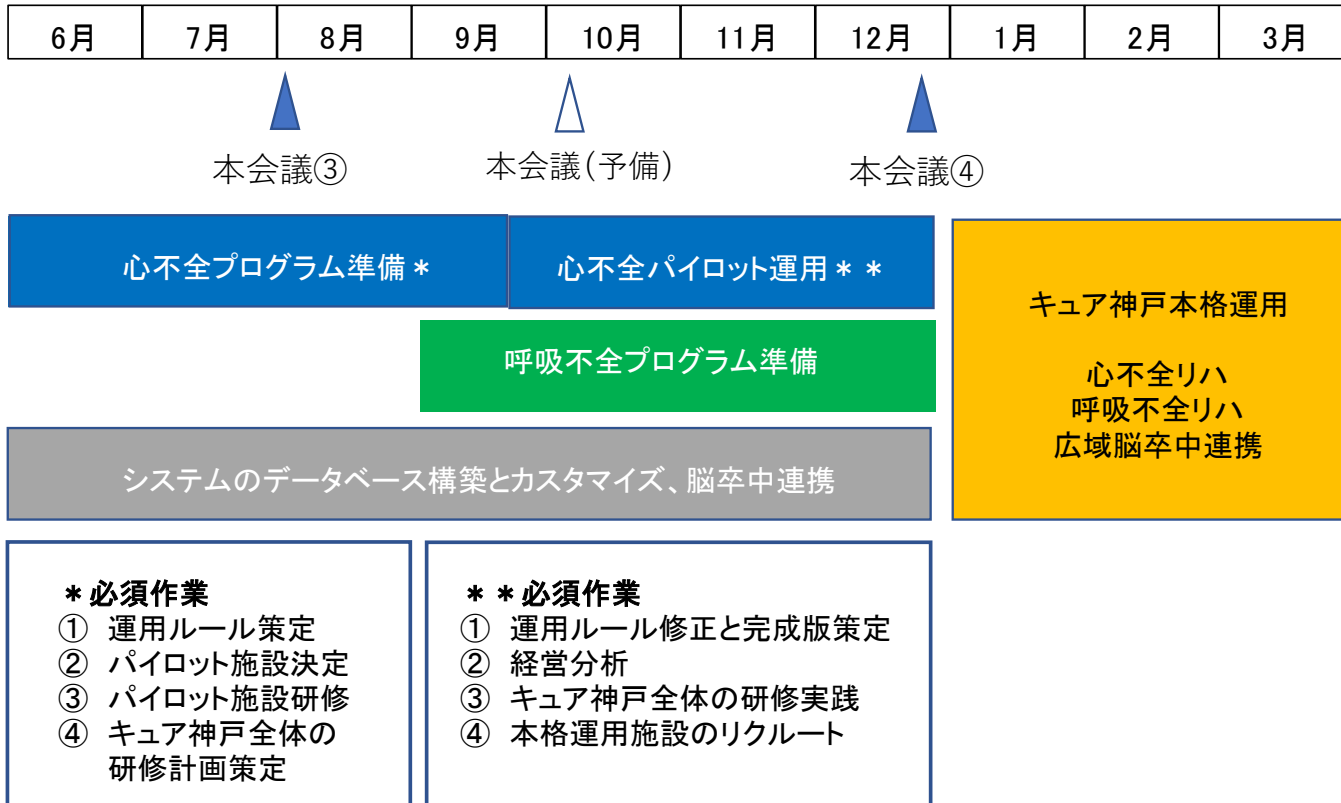 6月 7月 8月 9月 10月 11月 12月 1月 2月 3月
本会議③
本会議(予備)
本会議④
心不全プログラム準備＊
心不全パイロット運用＊＊
呼吸不全プログラム準備
システムのデータベース構築とカスタマイズ、脳卒中連携
キュア神戸本格運用
心不全リハ
呼吸不全リハ
広域脳卒中連携
＊必須作業
① 運用ルール策定
② パイロット施設決定
③ パイロット施設研修
④ キュア神戸全体の
研修計画策定
＊＊必須作業
① 運用ルール修正と完成版策定
② 経営分析
③ キュア神戸全体の研修実践
④ 本格運用施設のリクルート